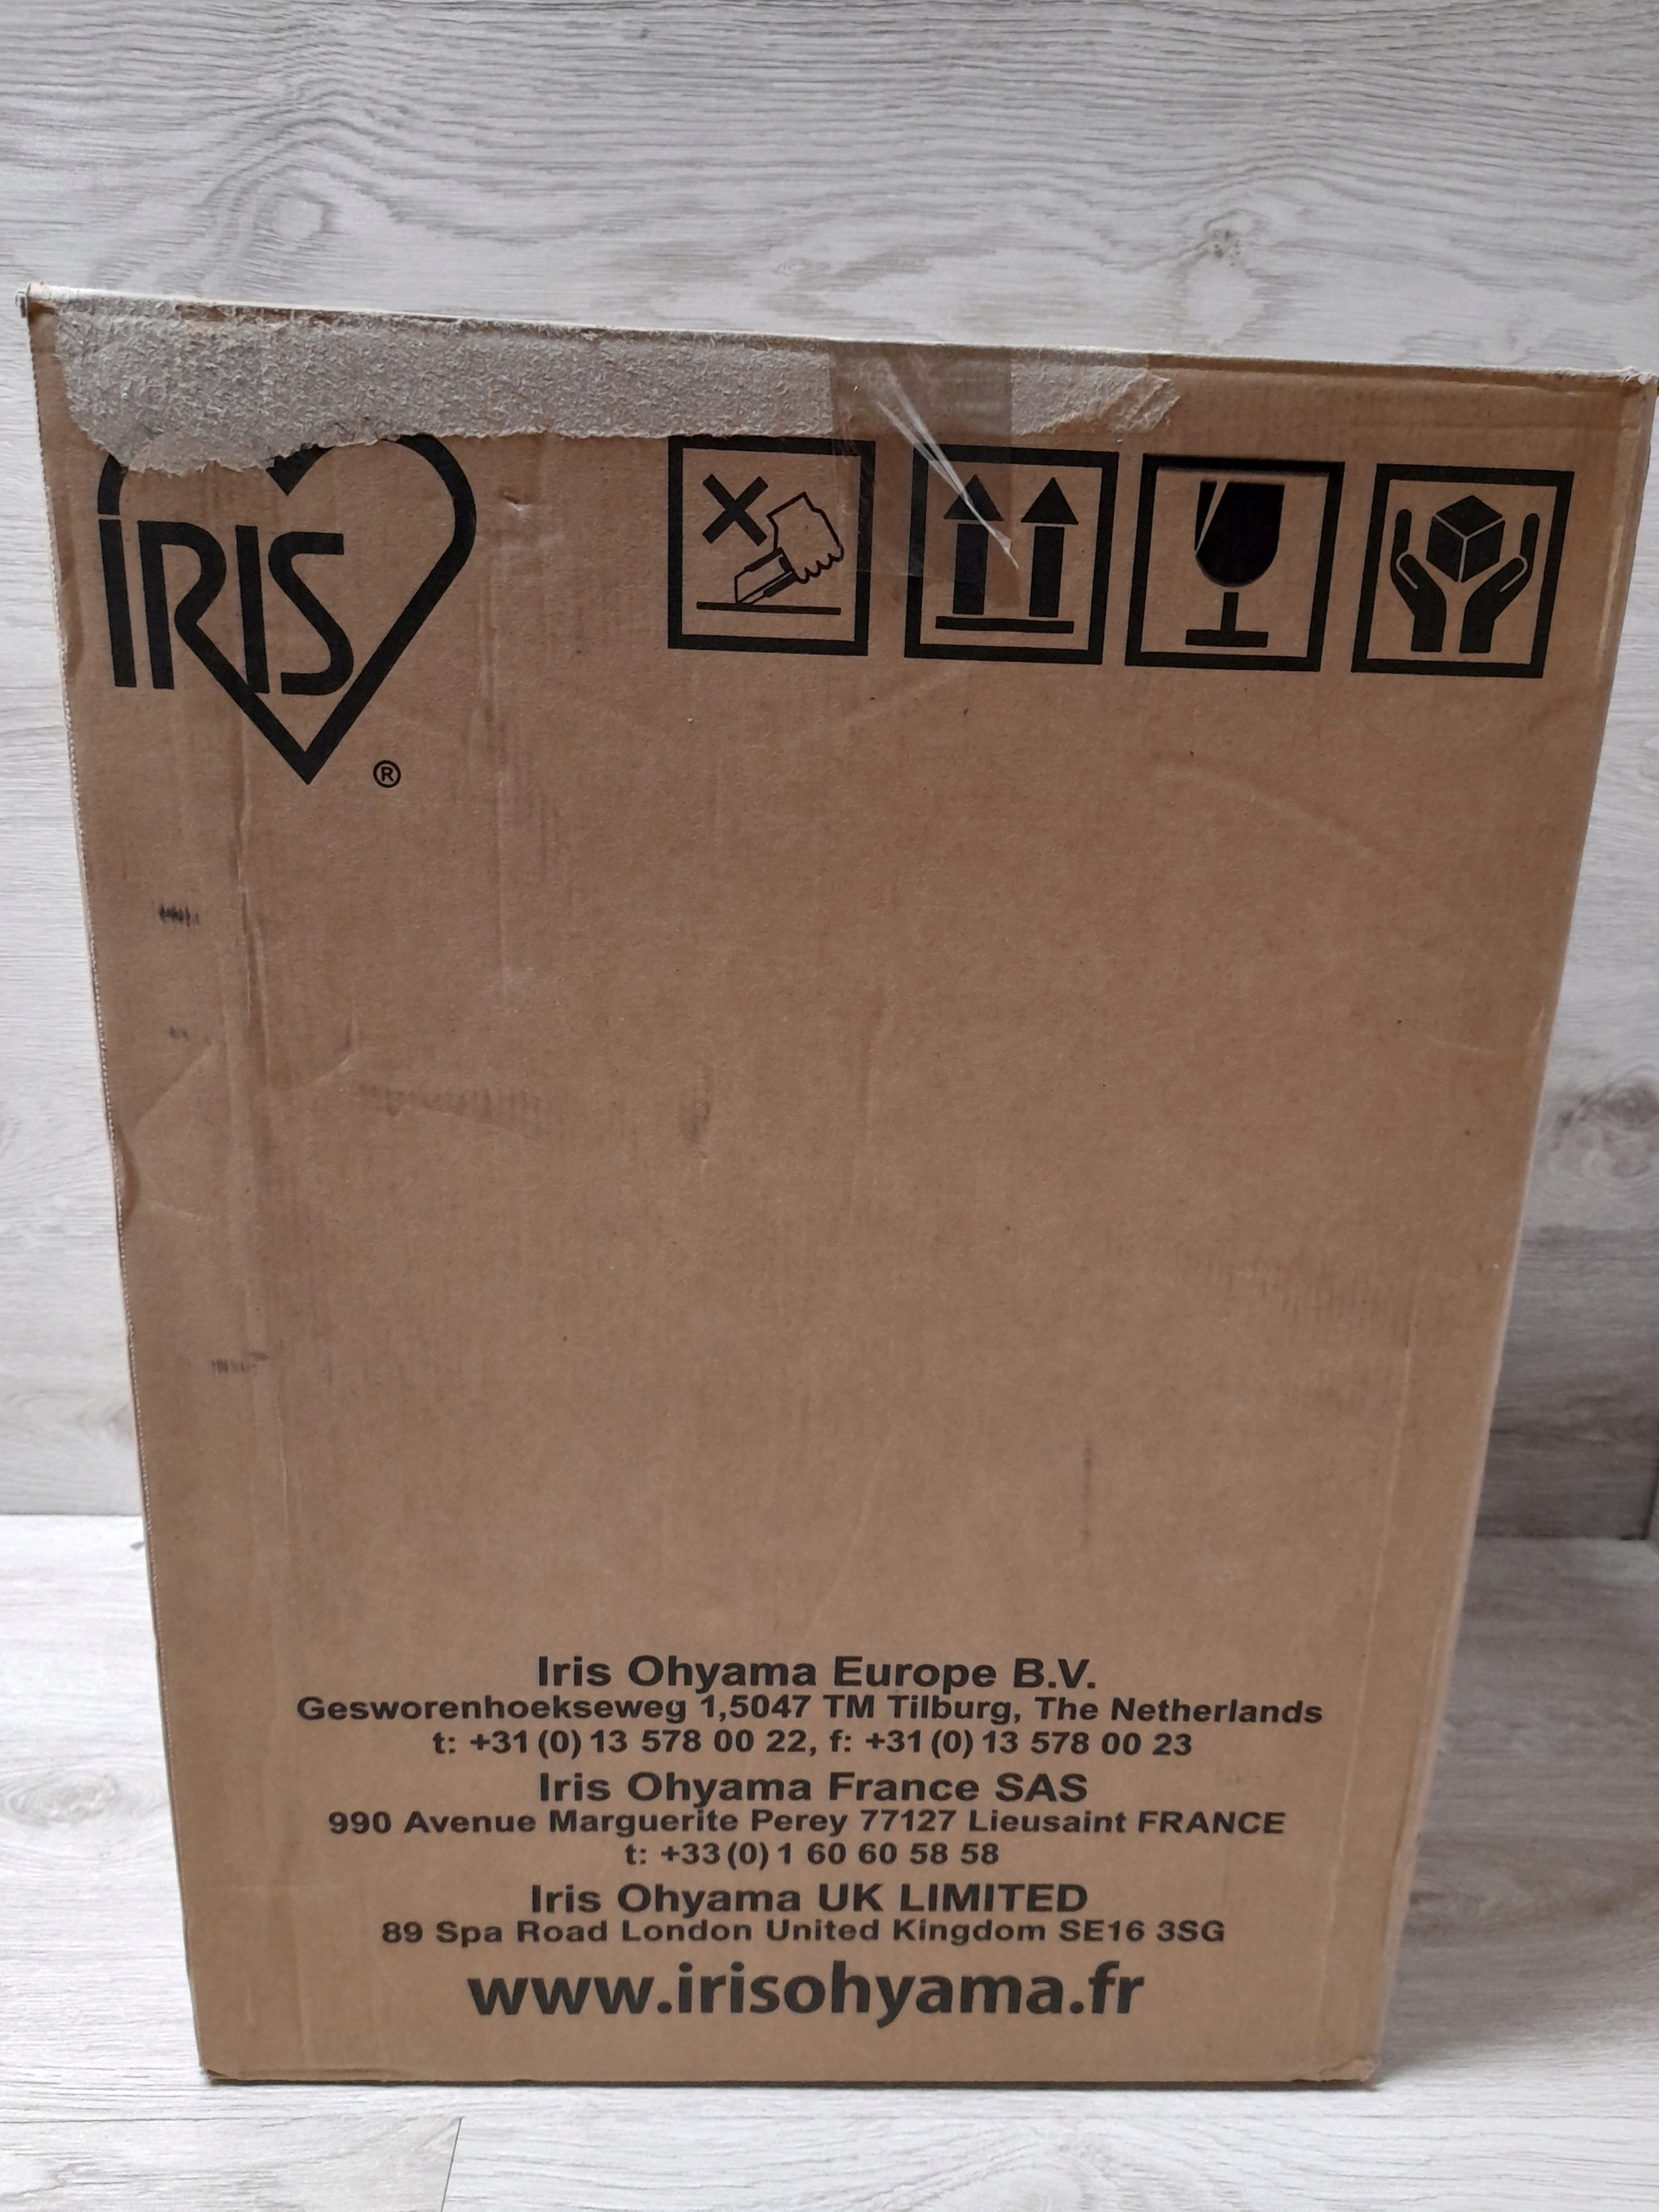 IRIS
®
Iris Ohyama Europe B.V.
Gesworenhoekseweg 1,5047 TM Tilburg, The Netherlands
t: +31(0)13 578 00 22, f: +31(0)13 578 00 23
Iris Ohyama France SAS
990 Avenue Marguerite Perey 77127 Lieusaint FRANCE
t: +33(0)1 60 60 58 58
Iris Ohyama UK LIMITED
89 Spa Road London United Kingdom SE16 3SG
www.irisohyama.fr